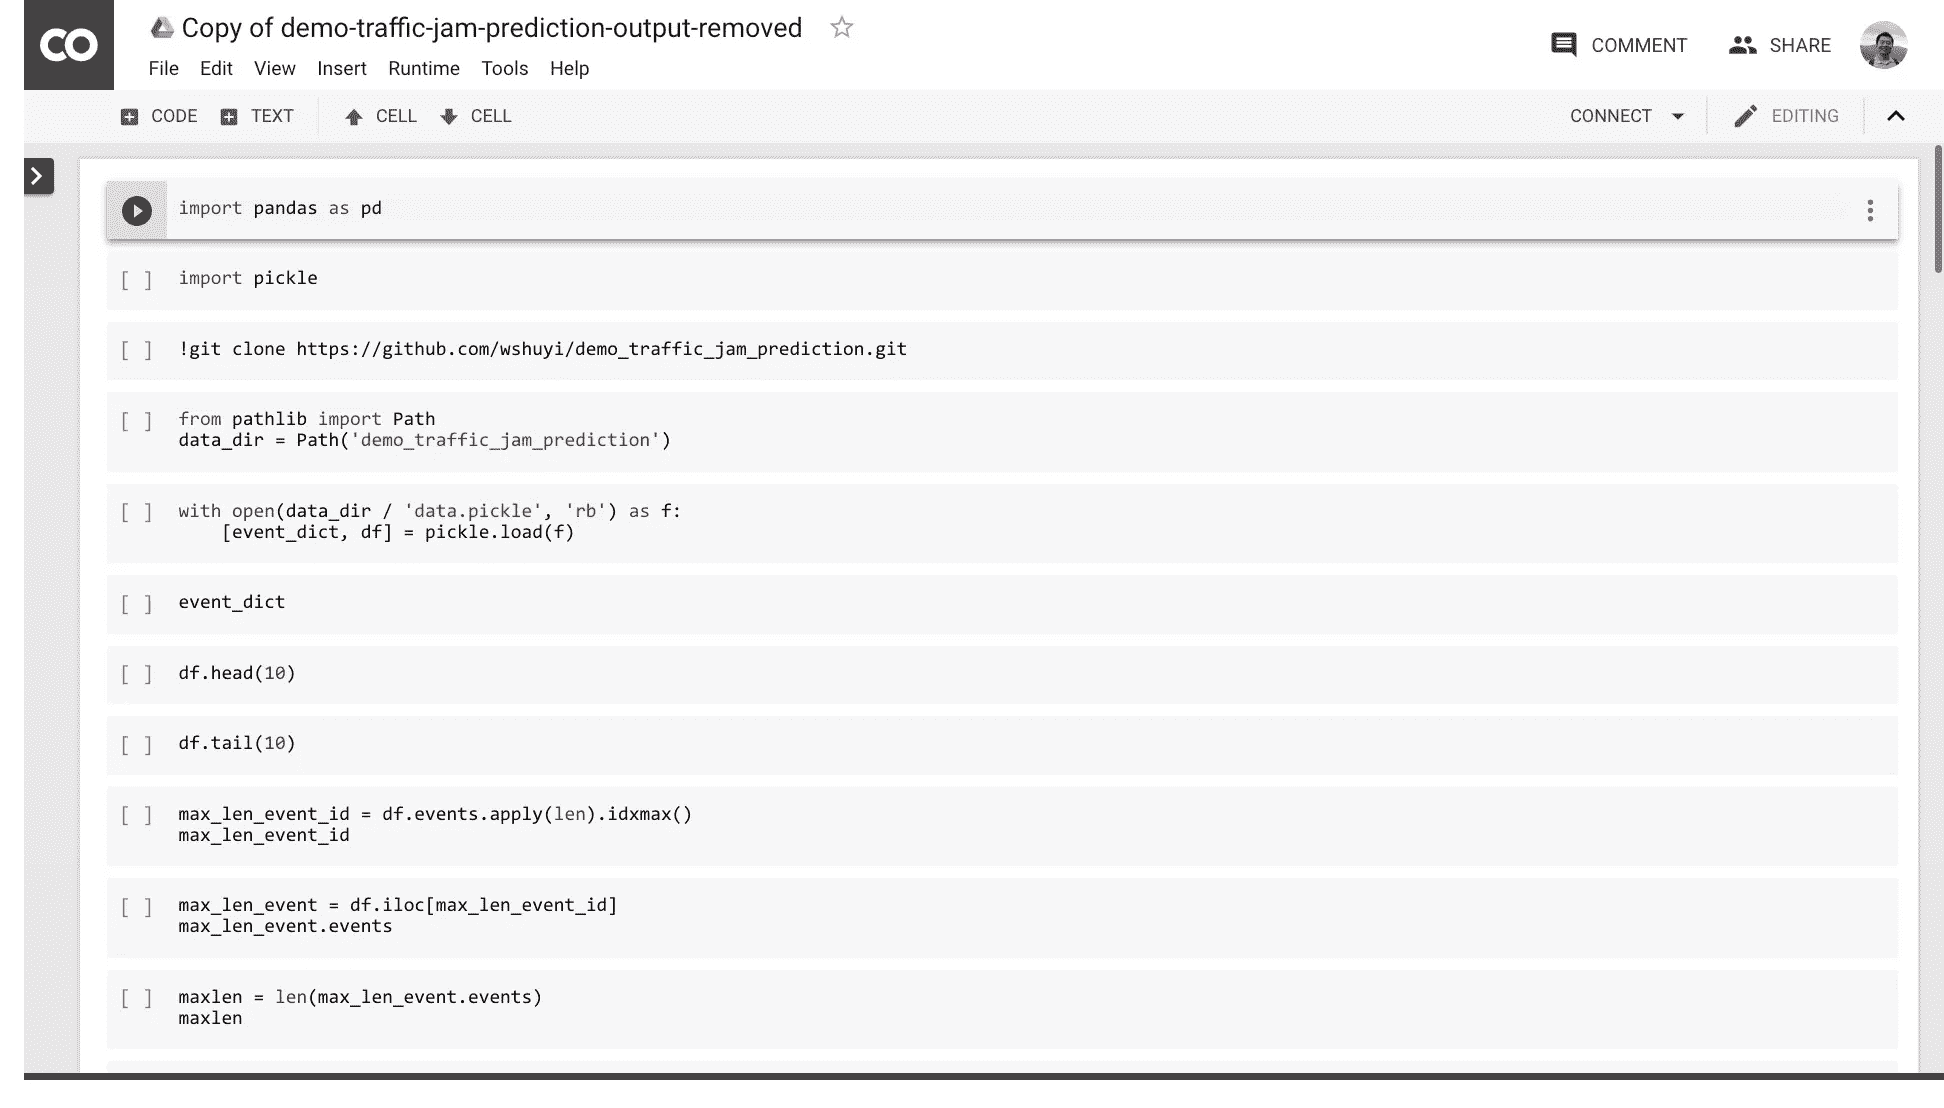 CO
Copy of demo-traffic-jam-prediction-output-removed
File Edit View Insert Runtime Tools Help
COMMENT SHARE
CODE TEXT CELL CELL
CONNECT EDITING
import pandas as pd
[ ] import pickle
[ ] !git clone https://github.com/wshuyi/demo_traffic_jam_prediction.git
[ ] from pathlib import Path
data_dir = Path('demo_traffic_jam_prediction')
[ ] with open(data_dir / 'data.pickle', 'rb') as f:
    [event_dict, df] = pickle.load(f)
[ ] event_dict
[ ] df.head(10)
[ ] df.tail(10)
[ ] max_len_event_id = df.events.apply(len).idxmax()
max_len_event_id
[ ] max_len_event = df.iloc[max_len_event_id]
max_len_event.events
[ ] maxlen = len(max_len_event.events)
maxlen